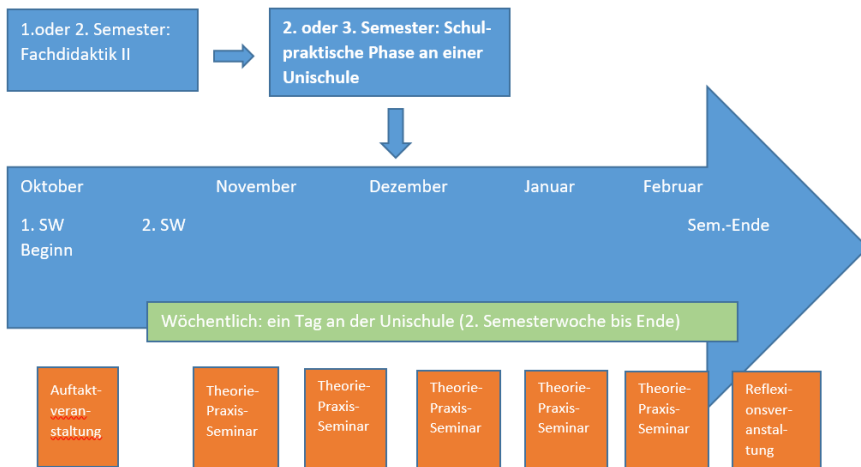 1.oder 2. Semester:
Fachdidaktik II
2. oder 3. Semester: Schul-
praktische Phase an einer
Unischule
Oktober
November
Dezember
Januar
Februar
1. SW
Beginn
2. SW
Sem.-Ende
Wöchentlich: ein Tag an der Unischule (2. Semesterwoche bis Ende)
Auftakt-
veran-
staltung
Theorie-
Praxis-
Seminar
Theorie-
Praxis-
Seminar
Theorie-
Praxis-
Seminar
Theorie-
Praxis-
Seminar
Theorie-
Praxis-
Seminar
Reflexi-
onsver-
anstal-
tung